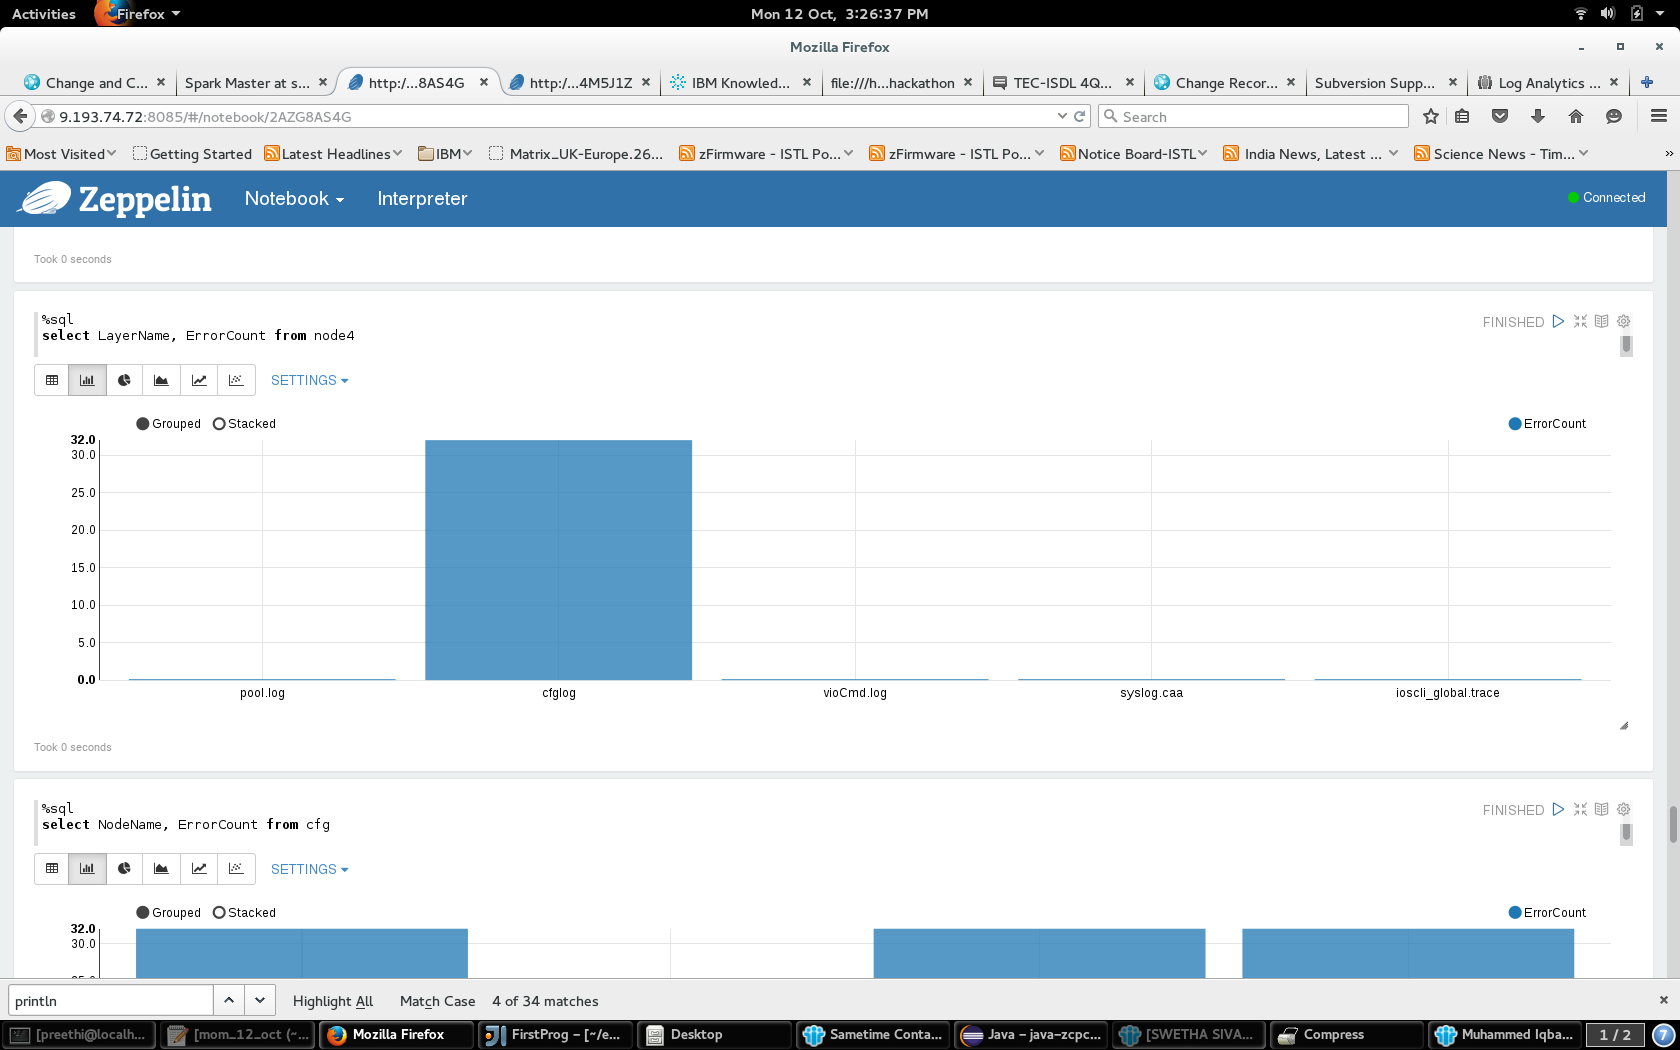 Activities Firefox Mon 12 Oct, 3:26:37 PM
Mozilla Firefox
Change and C... Spark Master at s... http:/...8AS4G http:/...4M5J1Z IBM Knowled... file:///h...hackathon TEC-ISDL 4Q... Change Recor... Subversion Supp... Log Analytics ...
9.193.74.72:8085/#/notebook/2AZG8AS4G Search
Most Visited Getting Started Latest Headlines IBM Matrix_UK-Europe.26... zFirmware - ISTL Po... zFirmware - ISTL Po... Notice Board-ISTL India News, Latest ... Science News - Tim... »
Zeppelin Notebook Interpreter Connected
Took 0 seconds
%sql
select LayerName, ErrorCount from node4
FINISHED
SETTINGS
Grouped Stacked ErrorCount
32.0
30.0
25.0
20.0
15.0
10.0
5.0
0.0
pool.log cfglog vioCmd.log syslog.caa ioscli_global.trace
Took 0 seconds
%sql
select NodeName, ErrorCount from cfg
FINISHED
SETTINGS
Grouped Stacked ErrorCount
32.0
30.0
println Highlight All Match Case 4 of 34 matches
[preethi@localh... [mom_12_oct (~... Mozilla Firefox FirstProg - [~/e... Desktop Sametime Conta... Java - java-zcpc... [SWETHA SIVA... Compress Muhammed Iqba... 1 / 2 7